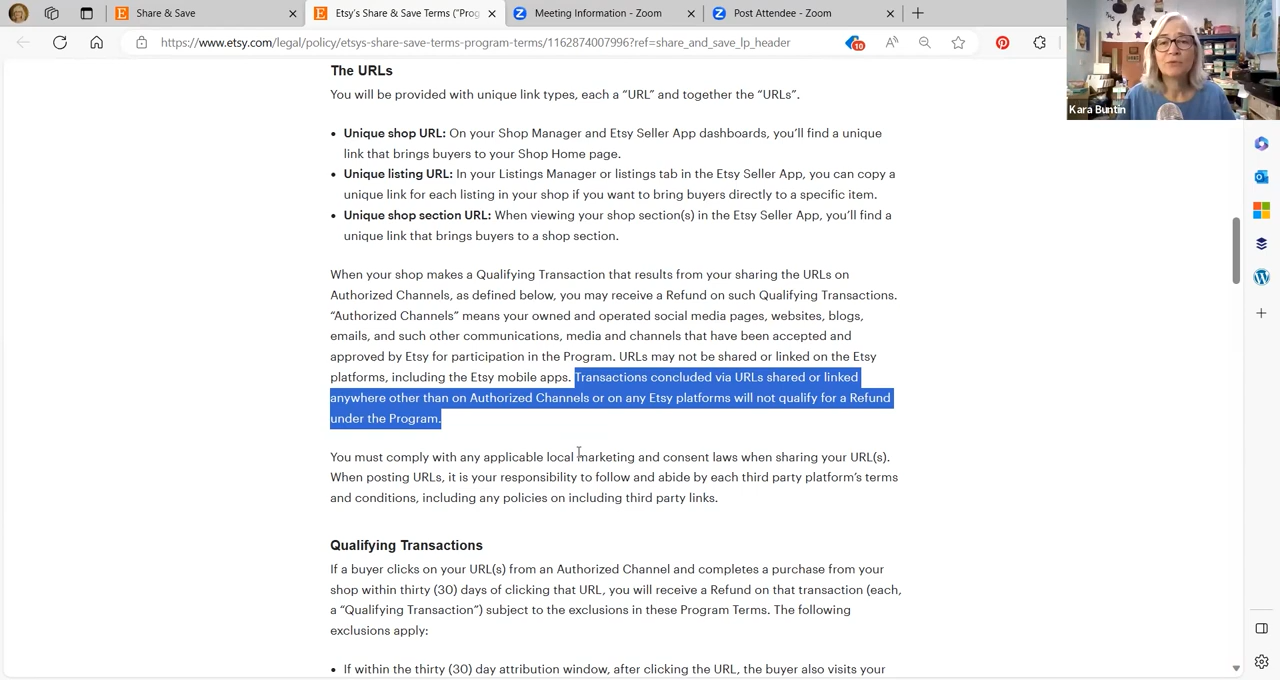 Share & Save
Etsy's Share & Save Terms ("Prog
Meeting Information - Zoom
Post Attendee - Zoom
https://www.etsy.com/legal/policy/etsys-share-save-terms-program-terms/1162874007996?ref=share_and_save_lp_header
10
Kara Buntin
The URLs
You will be provided with unique link types, each a “URL” and together the “URLs”.
• Unique shop URL: On your Shop Manager and Etsy Seller App dashboards, you’ll find a unique
link that brings buyers to your Shop Home page.
• Unique listing URL: In your Listings Manager or listings tab in the Etsy Seller App, you can copy a
unique link for each listing in your shop if you want to bring buyers directly to a specific item.
• Unique shop section URL: When viewing your shop section(s) in the Etsy Seller App, you’ll find a
unique link that brings buyers to a shop section.
When your shop makes a Qualifying Transaction that results from your sharing the URLs on
Authorized Channels, as defined below, you may receive a Refund on such Qualifying Transactions.
“Authorized Channels” means your owned and operated social media pages, websites, blogs,
emails, and such other communications, media and channels that have been accepted and
approved by Etsy for participation in the Program. URLs may not be shared or linked on the Etsy
platforms, including the Etsy mobile apps. Transactions concluded via URLs shared or linked
anywhere other than on Authorized Channels or on any Etsy platforms will not qualify for a Refund
under the Program.
You must comply with any applicable local marketing and consent laws when sharing your URL(s).
When posting URLs, it is your responsibility to follow and abide by each third party platform’s terms
and conditions, including any policies on including third party links.
Qualifying Transactions
If a buyer clicks on your URL(s) from an Authorized Channel and completes a purchase from your
shop within thirty (30) days of clicking that URL, you will receive a Refund on that transaction (each,
a “Qualifying Transaction”) subject to the exclusions in these Program Terms. The following
exclusions apply:
• If within the thirty (30) day attribution window, after clicking the URL, the buyer also visits your